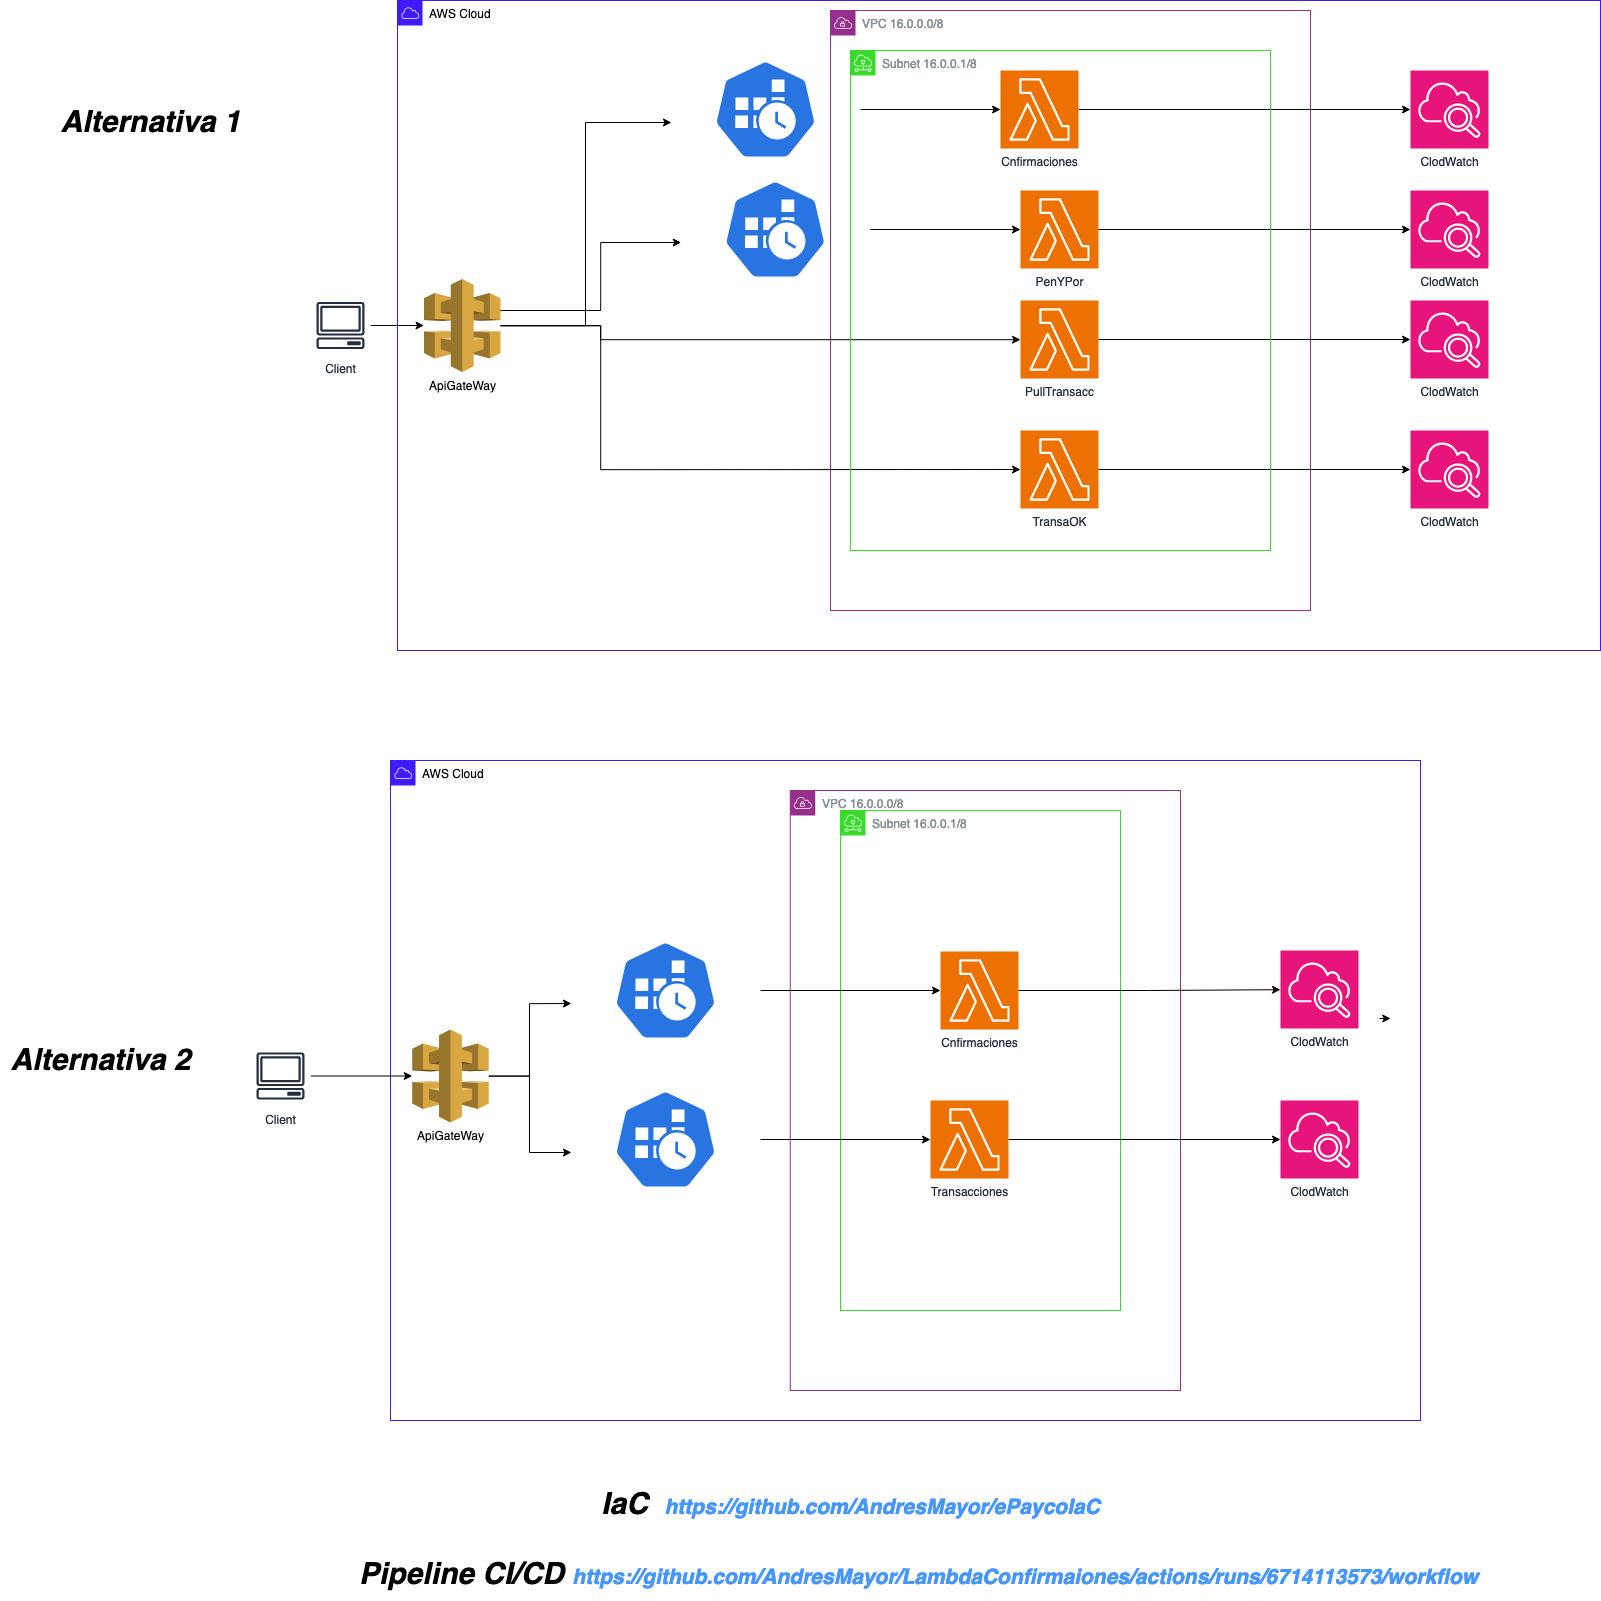 AWS Cloud
VPC 16.0.0.0/8
Subnet 16.0.0.1/8
Alternativa 1
Cnfirmaciones
ClodWatch
PenYPor
ClodWatch
Client
ApiGateWay
PullTransacc
ClodWatch
TransaOK
ClodWatch
AWS Cloud
VPC 16.0.0.0/8
Subnet 16.0.0.1/8
Alternativa 2
Cnfirmaciones
ClodWatch
Client
ApiGateWay
Transacciones
ClodWatch
IaC https://github.com/AndresMayor/ePaycoIaC
Pipeline CI/CD https://github.com/AndresMayor/LambdaConfirmaiones/actions/runs/6714113573/workflow